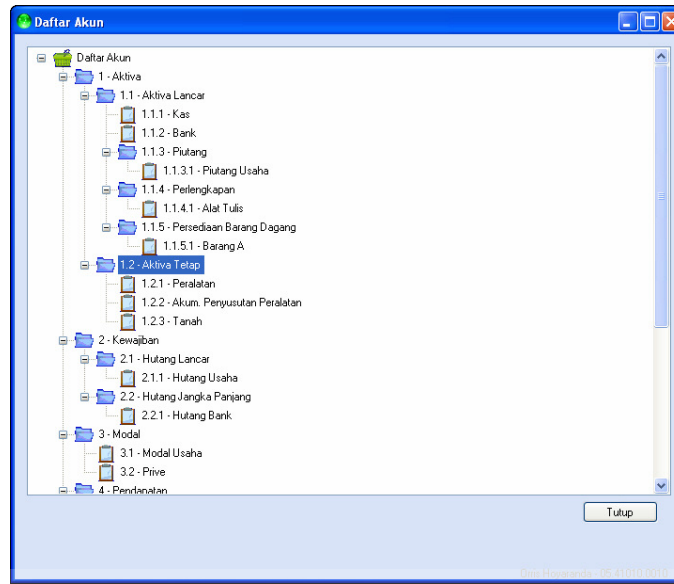 Daftar Akun
Daftar Akun
1 - Aktiva
1.1 - Aktiva Lancar
1.1.1 - Kas
1.1.2 - Bank
1.1.3 - Piutang
1.1.3.1 - Piutang Usaha
1.1.4 - Perlengkapan
1.1.4.1 - Alat Tulis
1.1.5 - Persediaan Barang Dagang
1.1.5.1 - Barang A
1.2 - Aktiva Tetap
1.2.1 - Peralatan
1.2.2 - Akum. Penyusutan Peralatan
1.2.3 - Tanah
2 - Kewajiban
2.1 - Hutang Lancar
2.1.1 - Hutang Usaha
2.2 - Hutang Jangka Panjang
2.2.1 - Hutang Bank
3 - Modal
3.1 - Modal Usaha
3.2 - Prive
4 - Pendapatan
Tutup